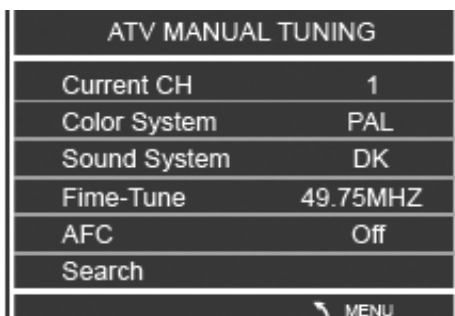 ATV MANUAL TUNING
Current CH 1
Color System PAL
Sound System DK
Fime-Tune 49.75MHZ
AFC Off
Search
MENU